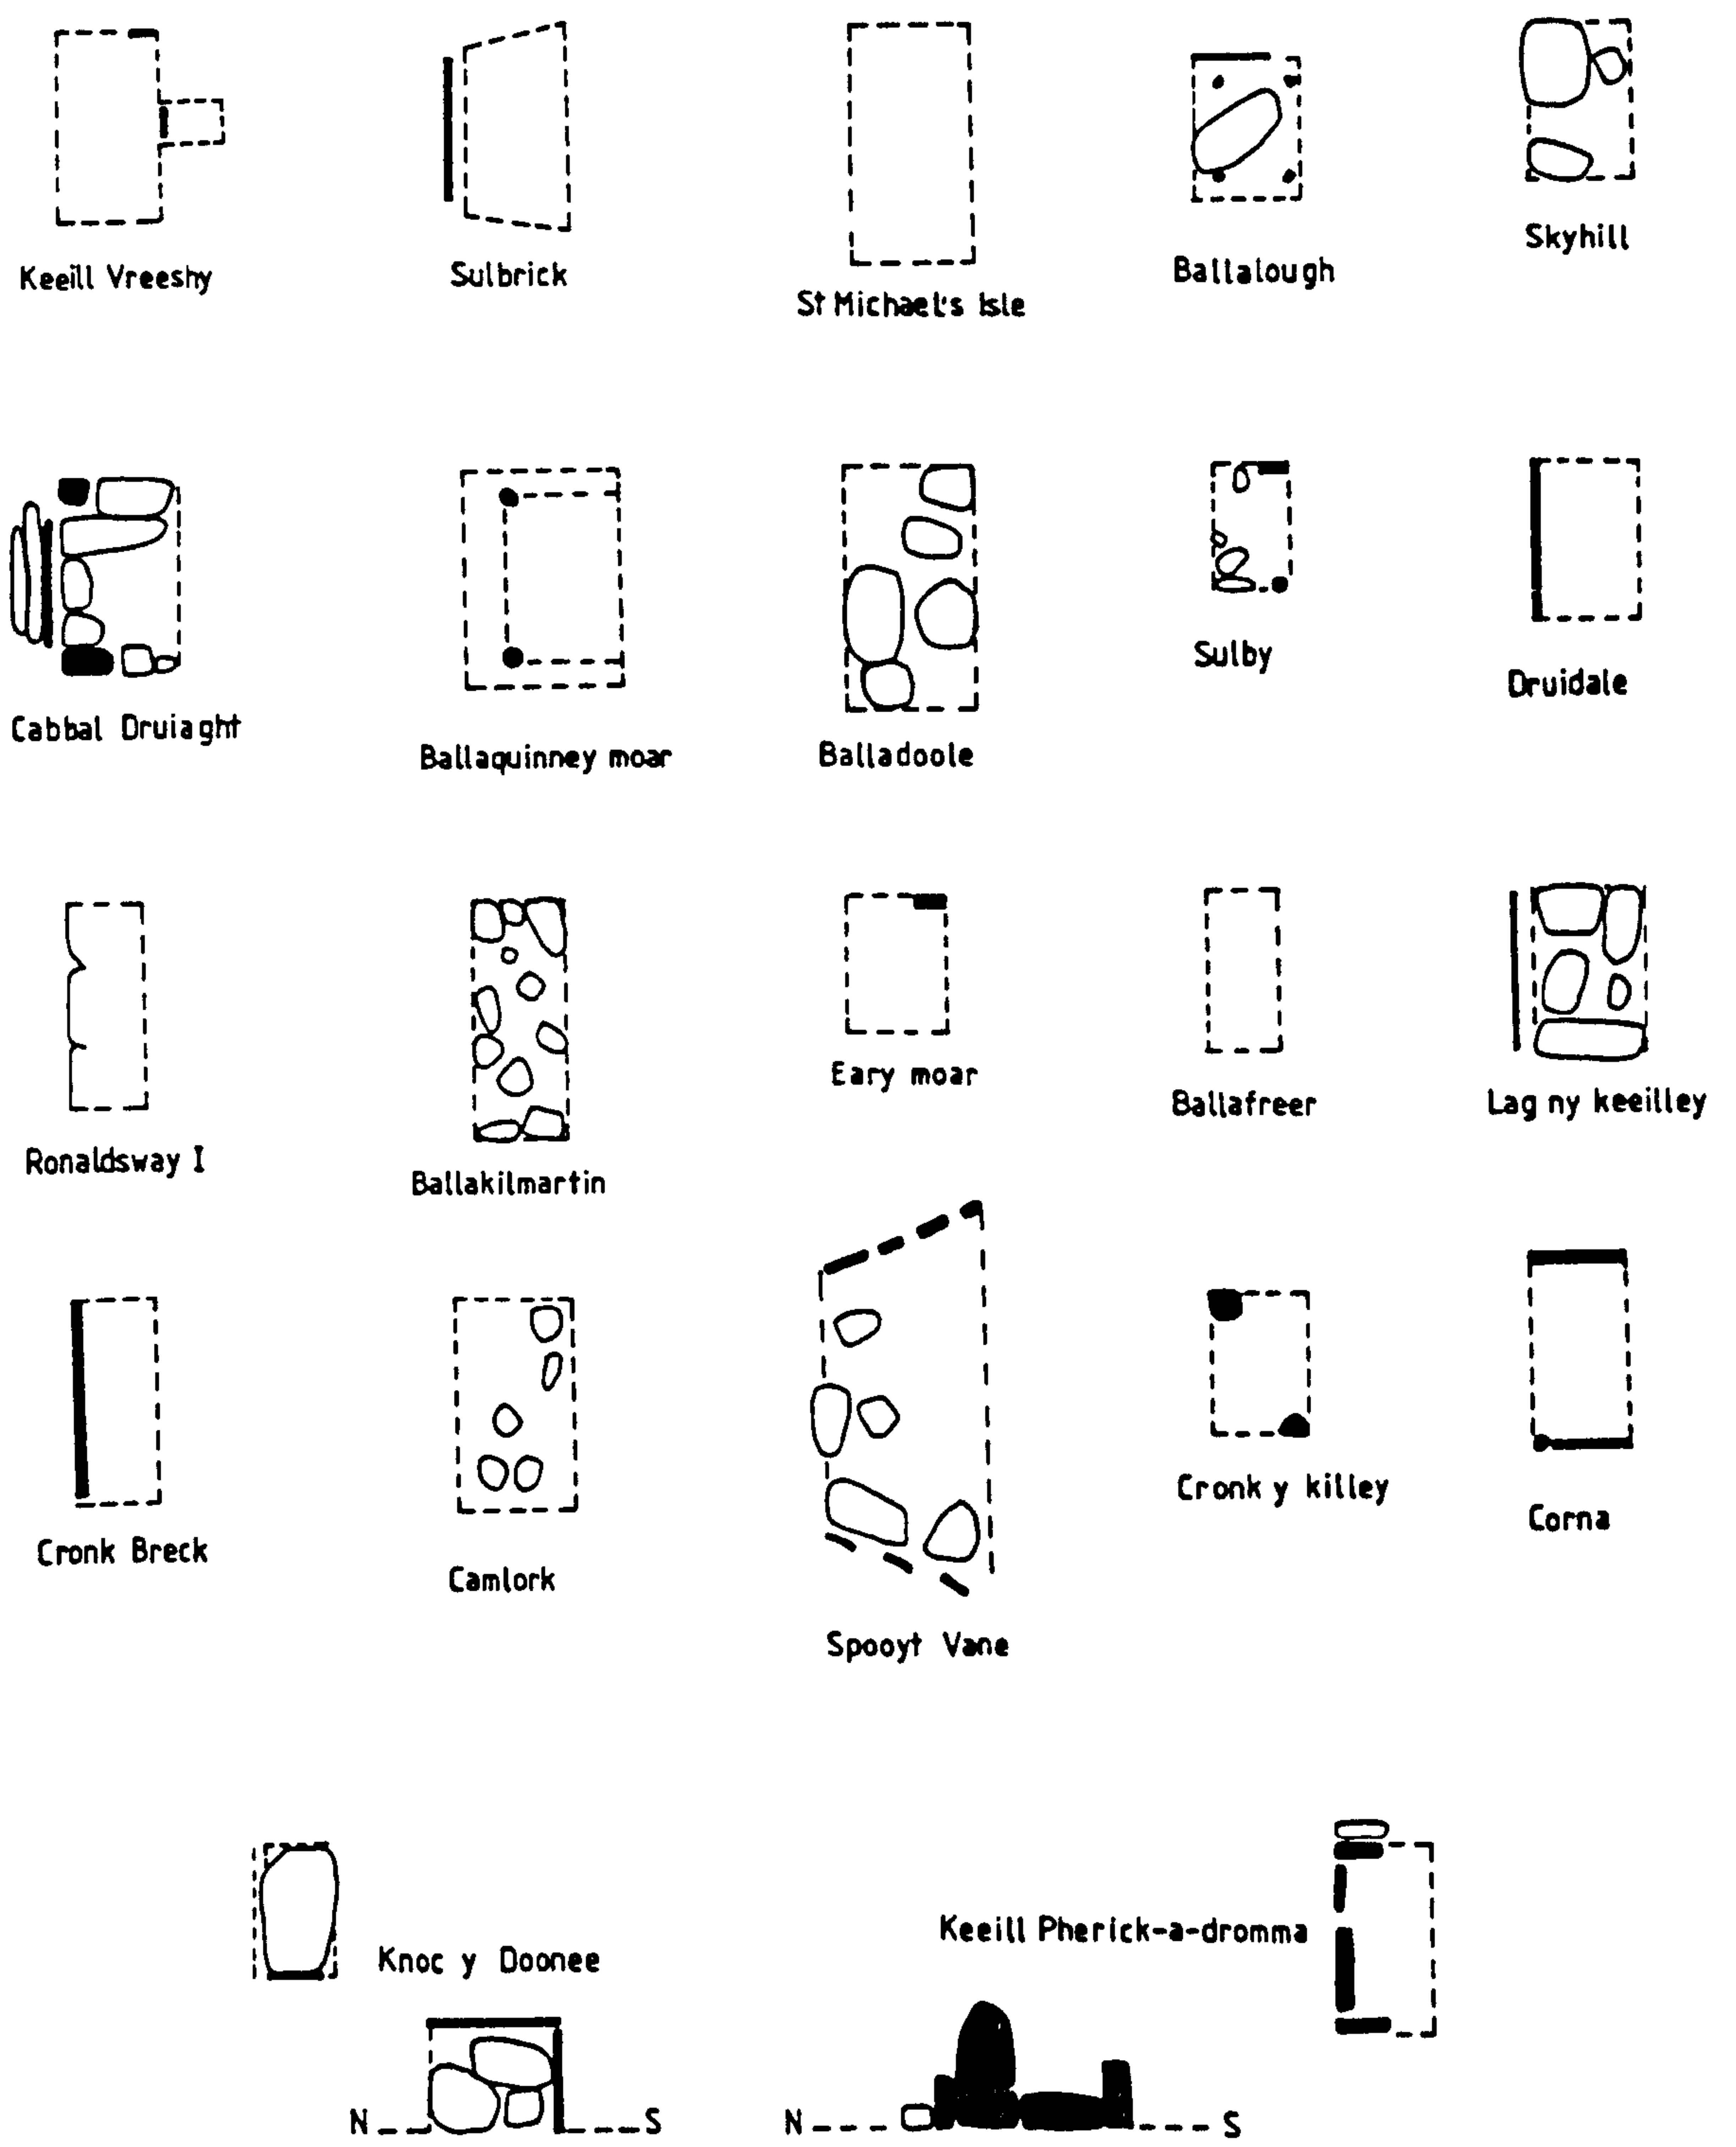 Keeill Vreeshy
Sulbrick
St Michael's Isle
Ballalough
Skyhill
Cabbal Druiaght
Ballaquinney moar
Balladoole
Sulby
Druidale
Ronaldsway I
Ballakilmartin
Eary moar
Ballafreer
Lag ny keeilley
Cronk Breck
Camlork
Spooyt Vane
Cronk y killey
Corna
Knoc y Doonee
Keeill Pherick-a-dromma
N S
N S